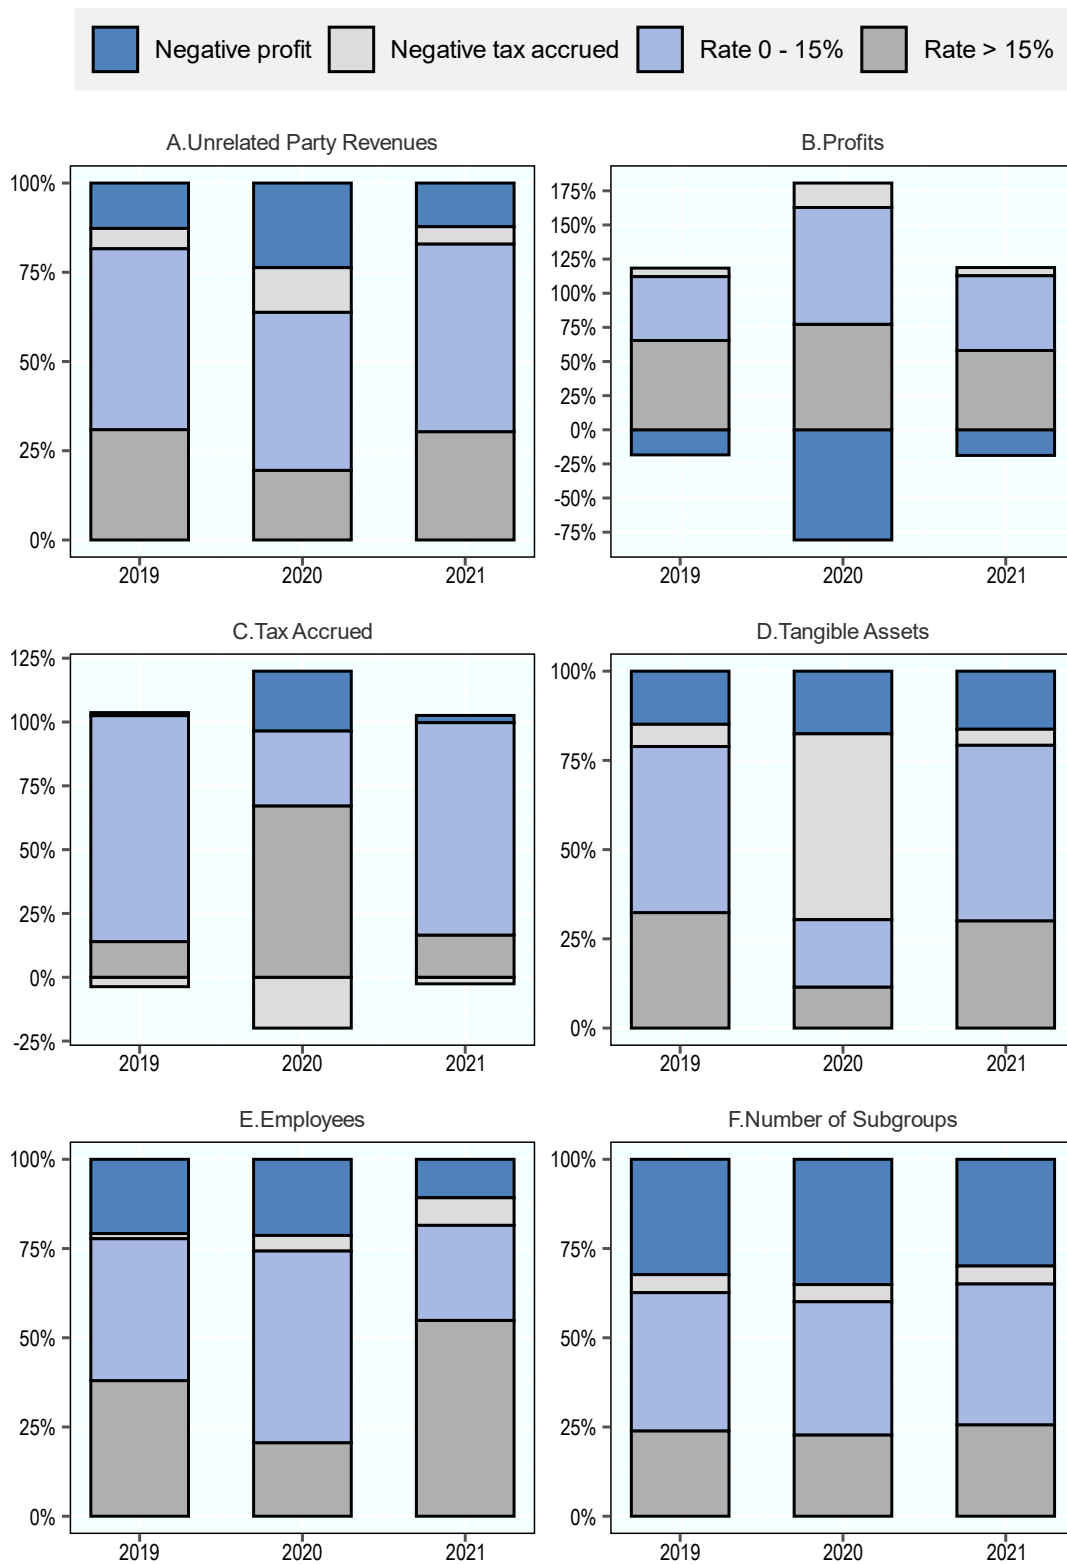 Negative profit Negative tax accrued Rate 0 - 15% Rate > 15%
A.Unrelated Party Revenues
100%
75%
50%
25%
0%
2019 2020 2021
B.Profits
175%
150%
125%
100%
75%
50%
25%
0%
-25%
-50%
-75%
2019 2020 2021
C.Tax Accrued
125%
100%
75%
50%
25%
0%
-25%
2019 2020 2021
D.Tangible Assets
100%
75%
50%
25%
0%
2019 2020 2021
E.Employees
100%
75%
50%
25%
0%
2019 2020 2021
F.Number of Subgroups
100%
75%
50%
25%
0%
2019 2020 2021